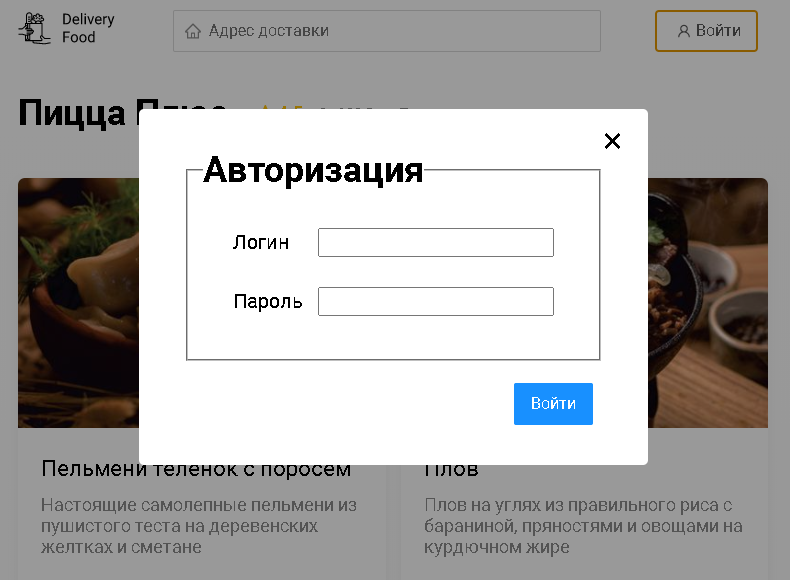 Delivery
Food
Адрес доставки
Войти
Пицца
Авторизация
Логин
Пароль
Войти
Пельмени теленок с поросем
Плов
Настоящие самолепные пельмени из
пушистого теста на деревенских
желтках и сметане
Плов на углях из правильного риса с
бараниной, пряностями и овощами на
курдючном жире